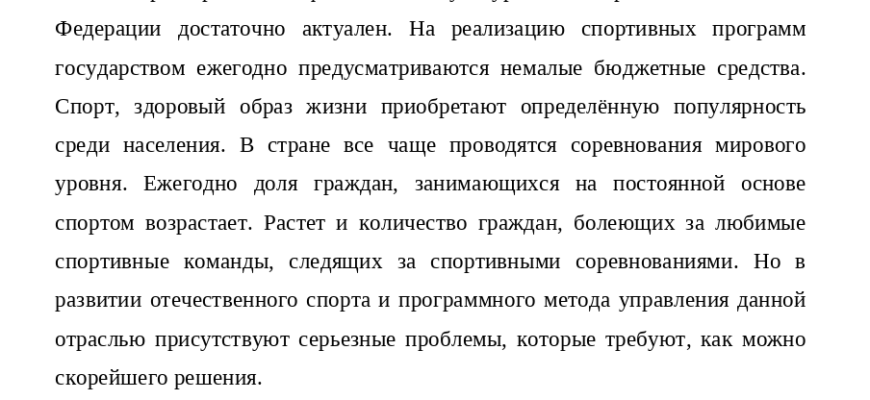 Федерации достаточно актуален. На реализацию спортивных программ
государством ежегодно предусматриваются немалые бюджетные средства.
Спорт, здоровый образ жизни приобретают определённую популярность
среди населения. В стране все чаще проводятся соревнования мирового
уровня. Ежегодно доля граждан, занимающихся на постоянной основе
спортом возрастает. Растет и количество граждан, болеющих за любимые
спортивные команды, следящих за спортивными соревнованиями. Но в
развитии отечественного спорта и программного метода управления данной
отраслью присутствуют серьезные проблемы, которые требуют, как можно
скорейшего решения.